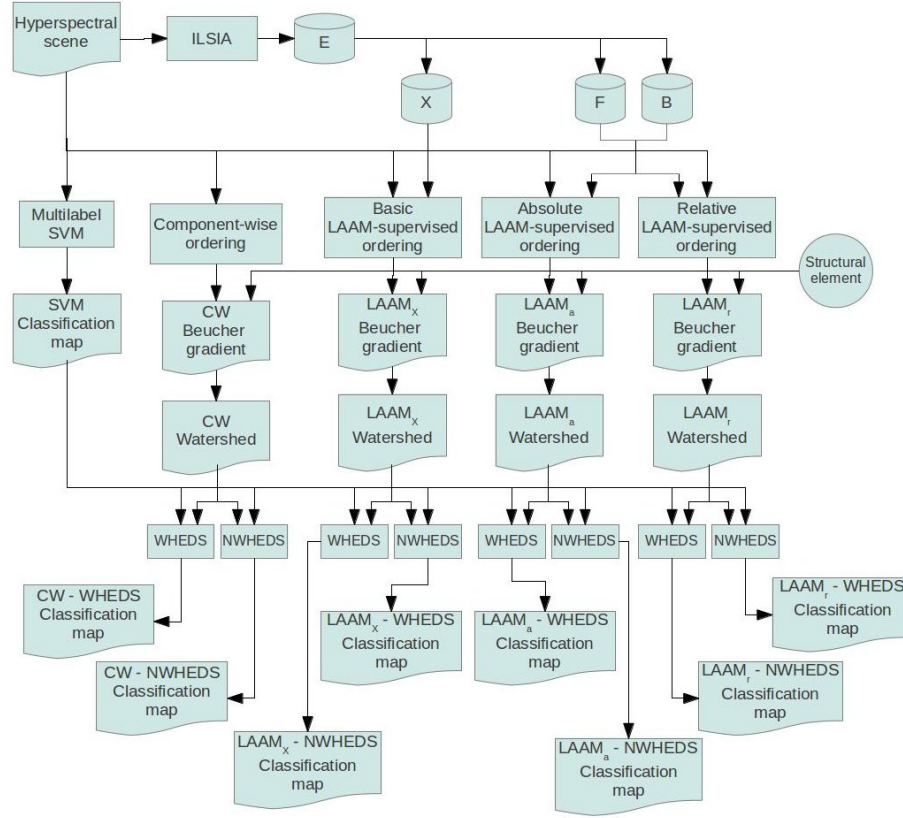 Hyperspectral
scene
ILSIA
E
X
F
B
Multilabel
SVM
Component-wise
ordering
Basic
LAAM-supervised
ordering
Absolute
LAAM-supervised
ordering
Relative
LAAM-supervised
ordering
Structural
element
SVM
Classification
map
CW
Beucher
gradient
LAAMX
Beucher
gradient
LAAMa
Beucher
gradient
LAAMr
Beucher
gradient
CW
Watershed
LAAMX
Watershed
LAAMa
Watershed
LAAMr
Watershed
WHEDS
NWHEDS
WHEDS
NWHEDS
WHEDS
NWHEDS
WHEDS
NWHEDS
CW - WHEDS
Classification
map
LAAMX - WHEDS
Classification
map
LAAMa - WHEDS
Classification
map
LAAMr - WHEDS
Classification
map
CW - NWHEDS
Classification
map
LAAMr - NWHEDS
Classification
map
LAAMX - NWHEDS
Classification
map
LAAMa - NWHEDS
Classification
map